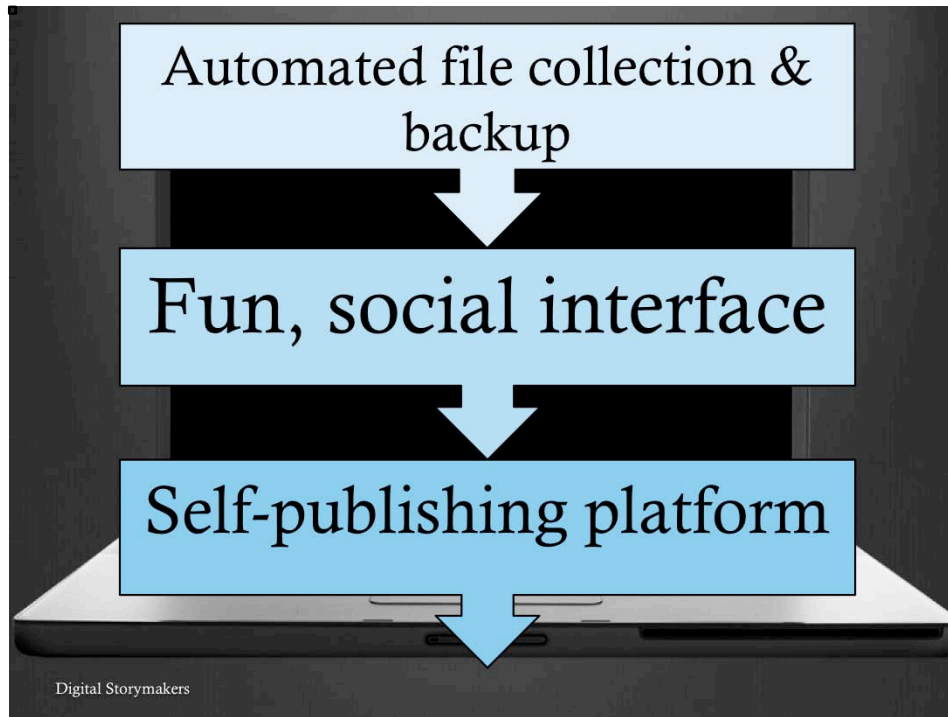 Automated file collection &
backup
Fun, social interface
Self-publishing platform
Digital Storymakers